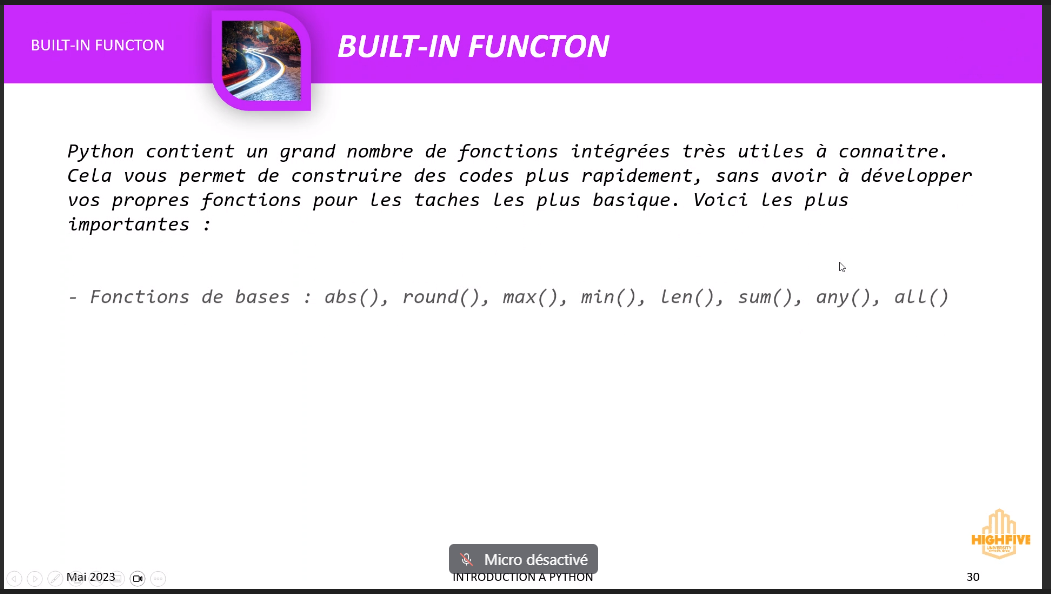 BUILT-IN FUNCTON
BUILT-IN FUNCTON
Python contient un grand nombre de fonctions intégrées très utiles à connaitre.
Cela vous permet de construire des codes plus rapidement, sans avoir à développer
vos propres fonctions pour les taches les plus basique. Voici les plus
importantes :
- Fonctions de bases : abs(), round(), max(), min(), len(), sum(), any(), all()
HIGHFIVE
Micro désactivé
Mai 2023
INTRODUCTION A PYTHON
30